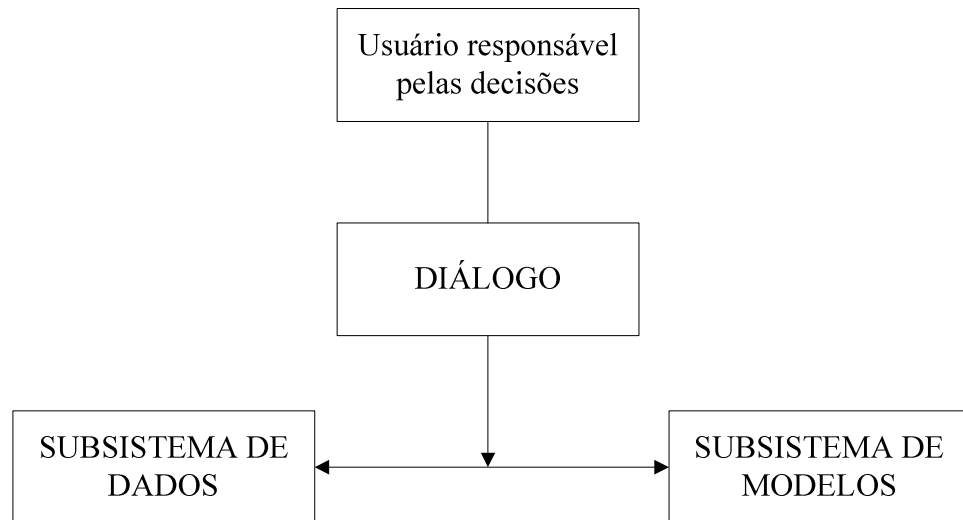 Usuário responsável
pelas decisões
DIÁLOGO
SUBSISTEMA DE
DADOS
SUBSISTEMA DE
MODELOS